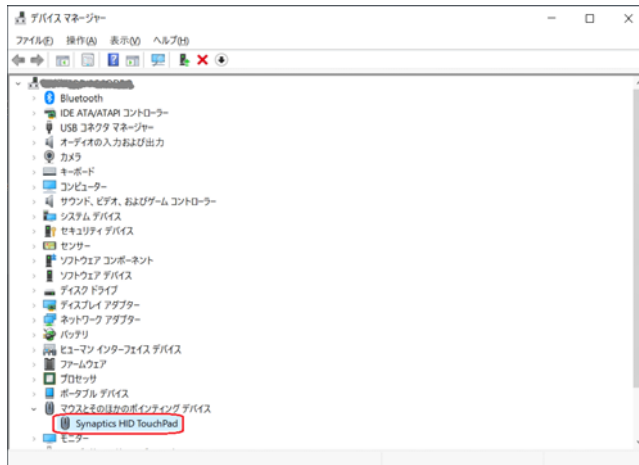 デバイス マネージャー
ファイル(F) 操作(A) 表示(V) ヘルプ(H)
Bluetooth
IDE ATA/ATAPI コントローラー
USB コネクタ マネージャー
オーディオの入力および出力
カメラ
キーボード
コンピューター
サウンド、ビデオ、およびゲーム コントローラー
システム デバイス
セキュリティ デバイス
センサー
ソフトウェア コンポーネント
ソフトウェア デバイス
ディスク ドライブ
ディスプレイ アダプター
ネットワーク アダプター
バッテリ
ヒューマン インターフェイス デバイス
ファームウェア
プロセッサ
ポータブル デバイス
マウスとそのほかのポインティング デバイス
Synaptics HID TouchPad
モニター